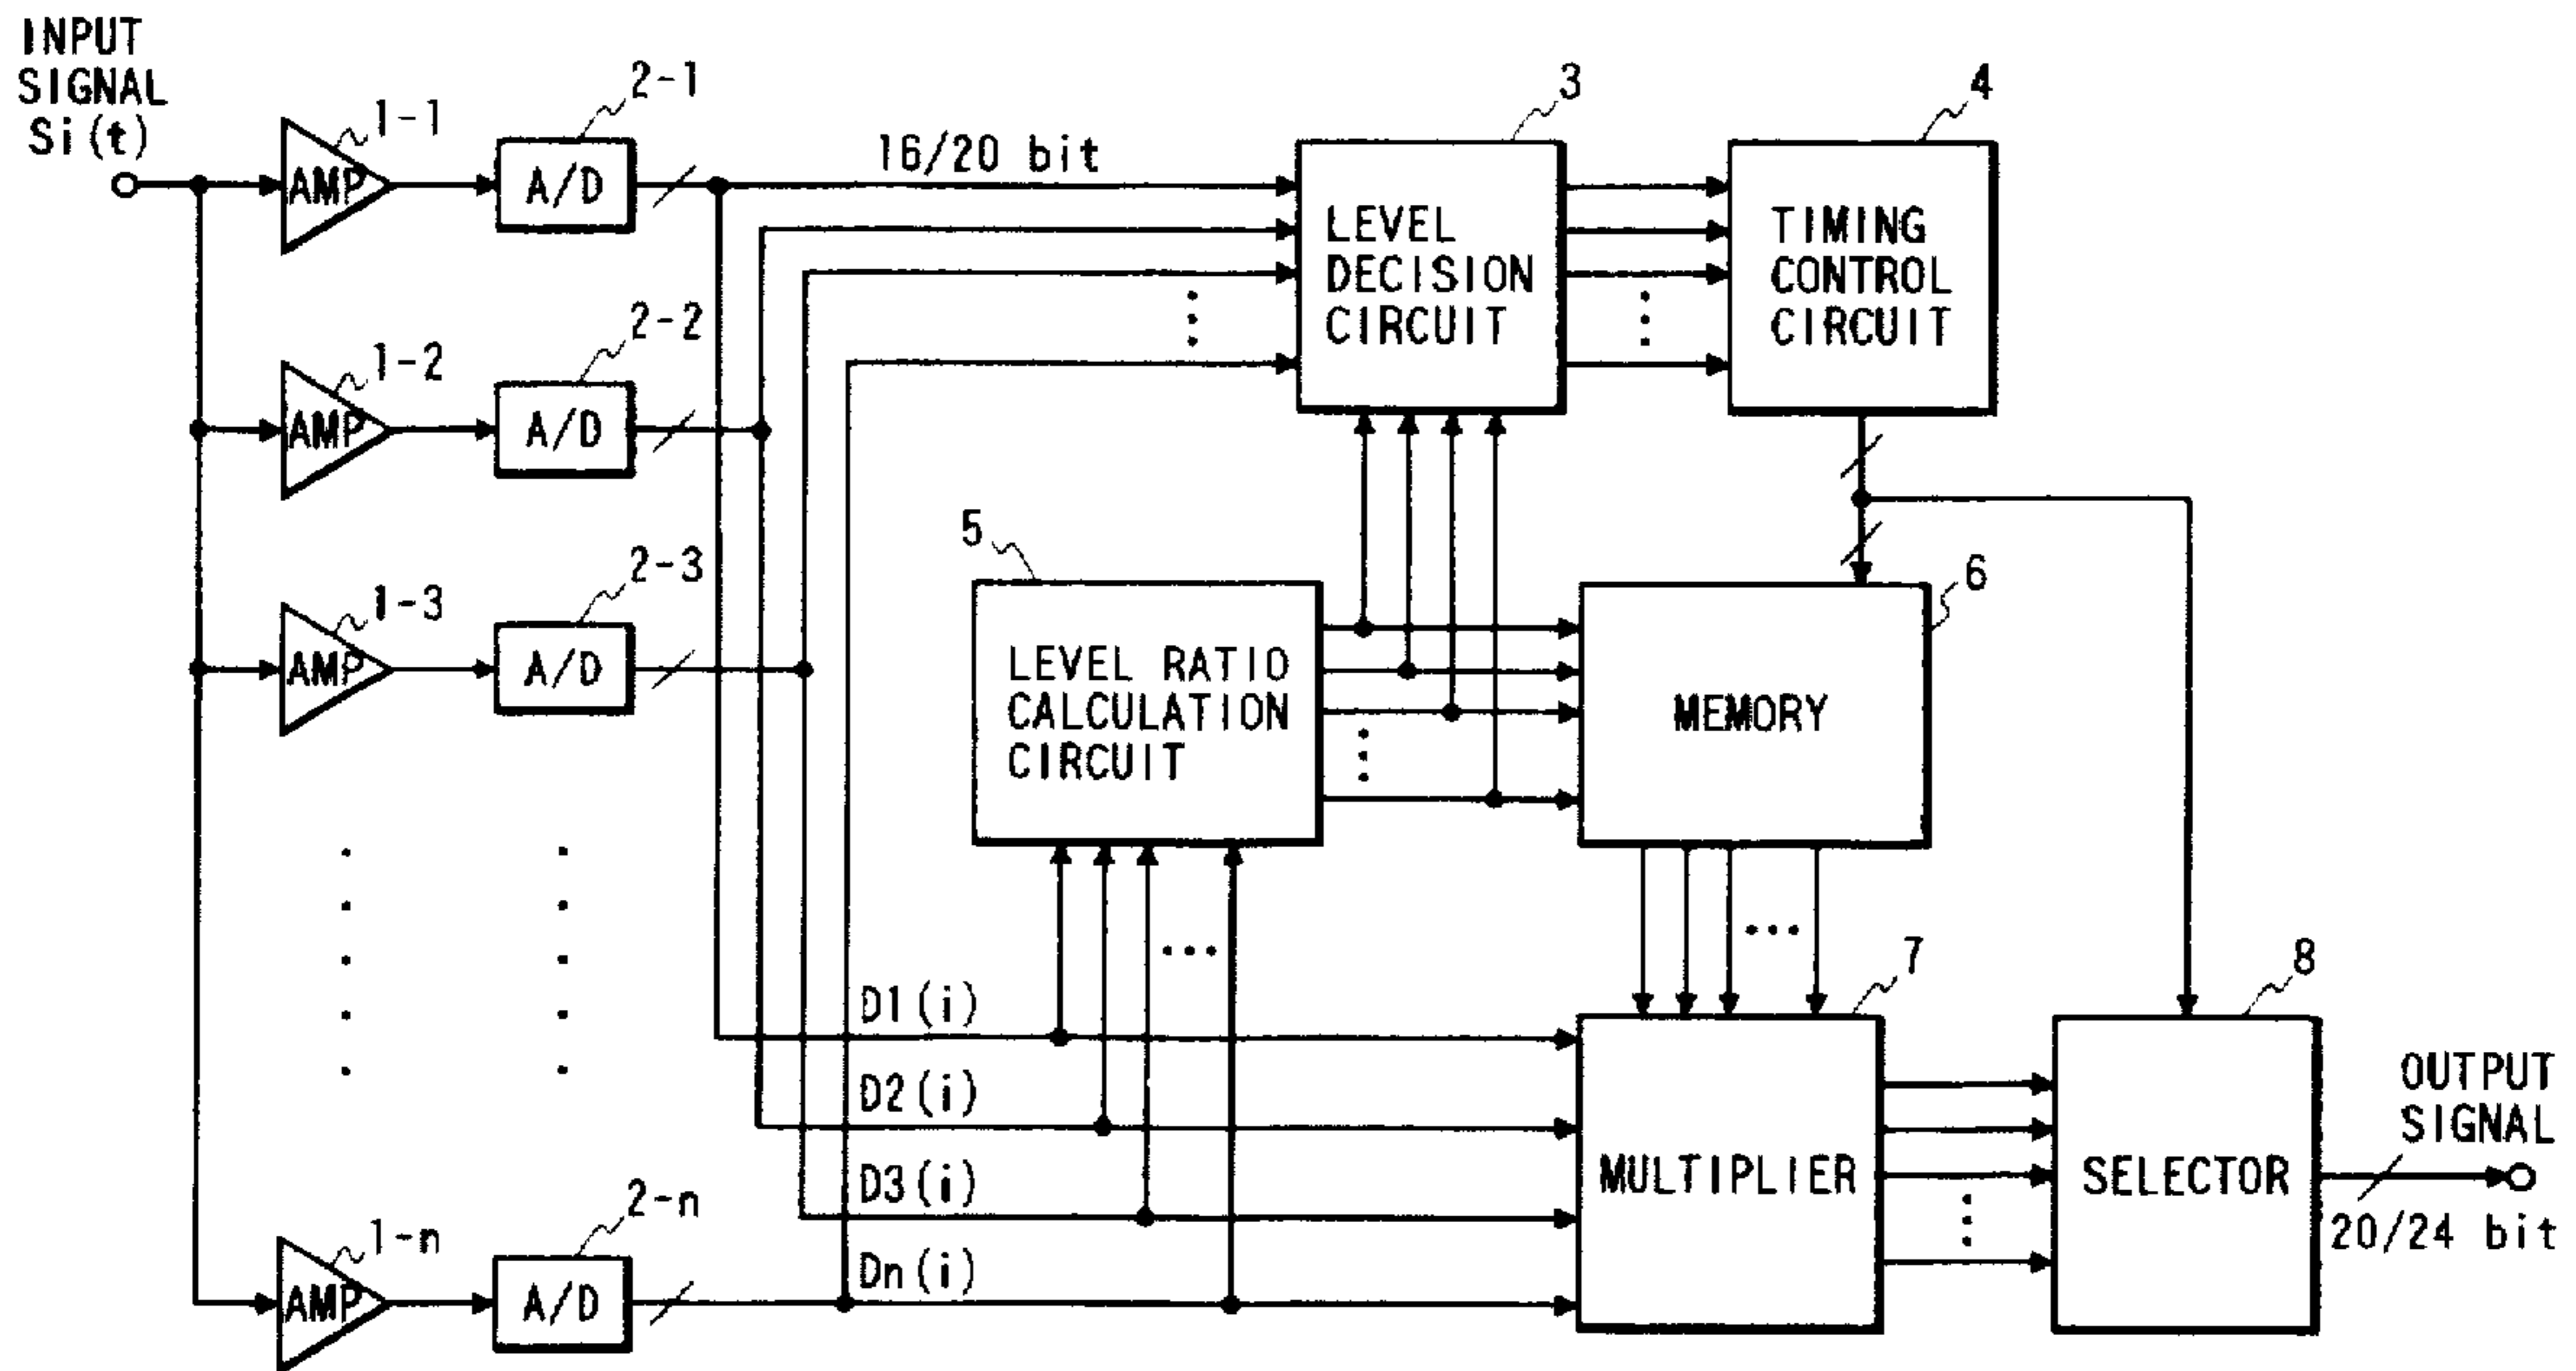 INPUT
SIGNAL
Si(t)
AMP
1-1
A/D
2-1
16/20 bit
LEVEL
DECISION
CIRCUIT
3
TIMING
CONTROL
CIRCUIT
4
AMP
1-2
A/D
2-2
AMP
1-3
A/D
2-3
5
LEVEL RATIO
CALCULATION
CIRCUIT
6
MEMORY
D1(i)
D2(i)
D3(i)
Dn(i)
7
MULTIPLIER
8
SELECTOR
OUTPUT
SIGNAL
20/24 bit
AMP
1-n
A/D
2-n